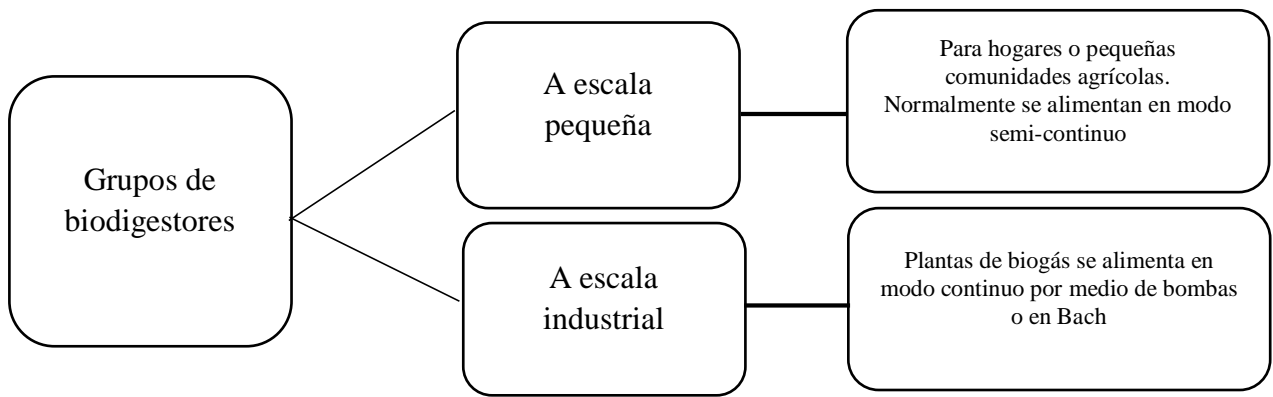 Grupos de
biodigestores
A escala
pequeña
Para hogares o pequeñas
comunidades agrícolas.
Normalmente se alimentan en modo
semi-continuo
A escala
industrial
Plantas de biogás se alimenta en
modo continuo por medio de bombas
o en Bach